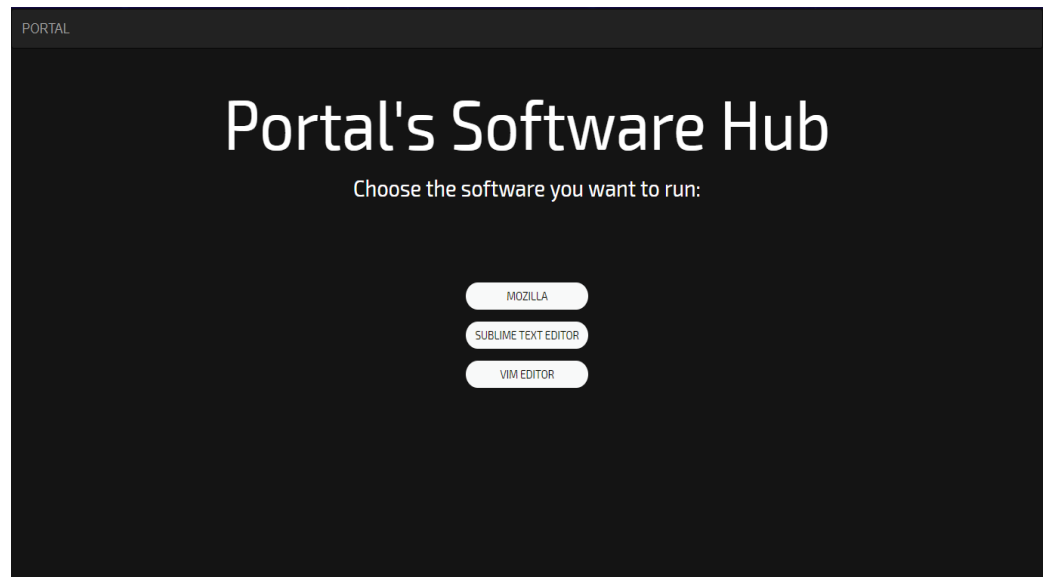 PORTAL
Portal's Software Hub
Choose the software you want to run:
MOZILLA
SUBLIME TEXT EDITOR
VIM EDITOR